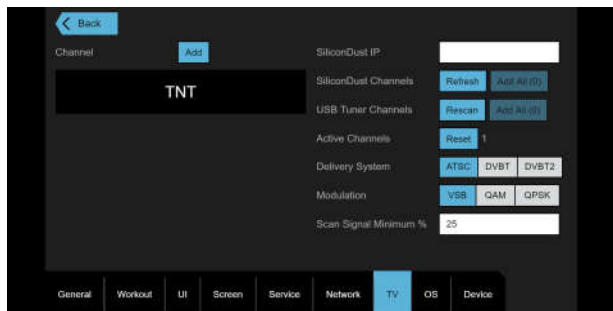 Back
Channel Add
TNT
SiliconDust IP
SiliconDust Channels Refresh Add All (0)
USB Tuner Channels Rescan Add All (0)
Active Channels Reset 1
Delivery System ATSC DVBT DVBT2
Modulation VSB QAM QPSK
Scan Signal Minimum % 25
General Workout UI Screen Service Network TV OS Device